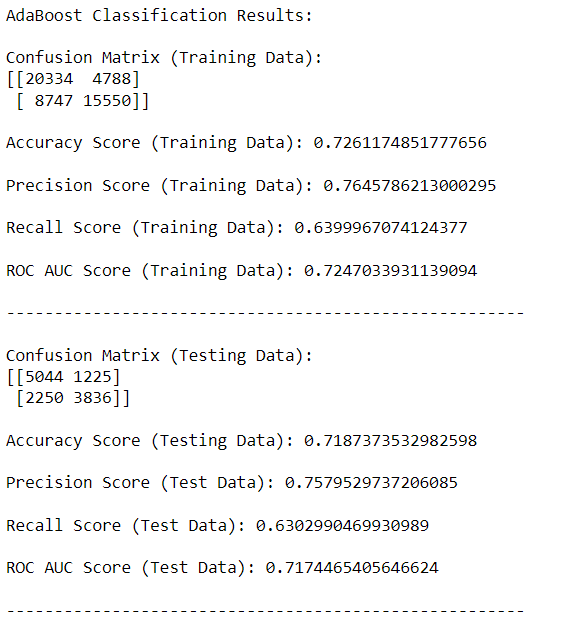 AdaBoost Classification Results:
Confusion Matrix (Training Data):
[[20334  4788]
 [ 8747 15550]]
Accuracy Score (Training Data): 0.7261174851777656
Precision Score (Training Data): 0.7645786213000295
Recall Score (Training Data): 0.6399967074124377
ROC AUC Score (Training Data): 0.7247033931139094
------------------------------------------------------
Confusion Matrix (Testing Data):
[[5044 1225]
 [2250 3836]]
Accuracy Score (Testing Data): 0.7187373532982598
Precision Score (Test Data): 0.7579529737206085
Recall Score (Test Data): 0.6302990469930989
ROC AUC Score (Test Data): 0.7174465405646624
------------------------------------------------------